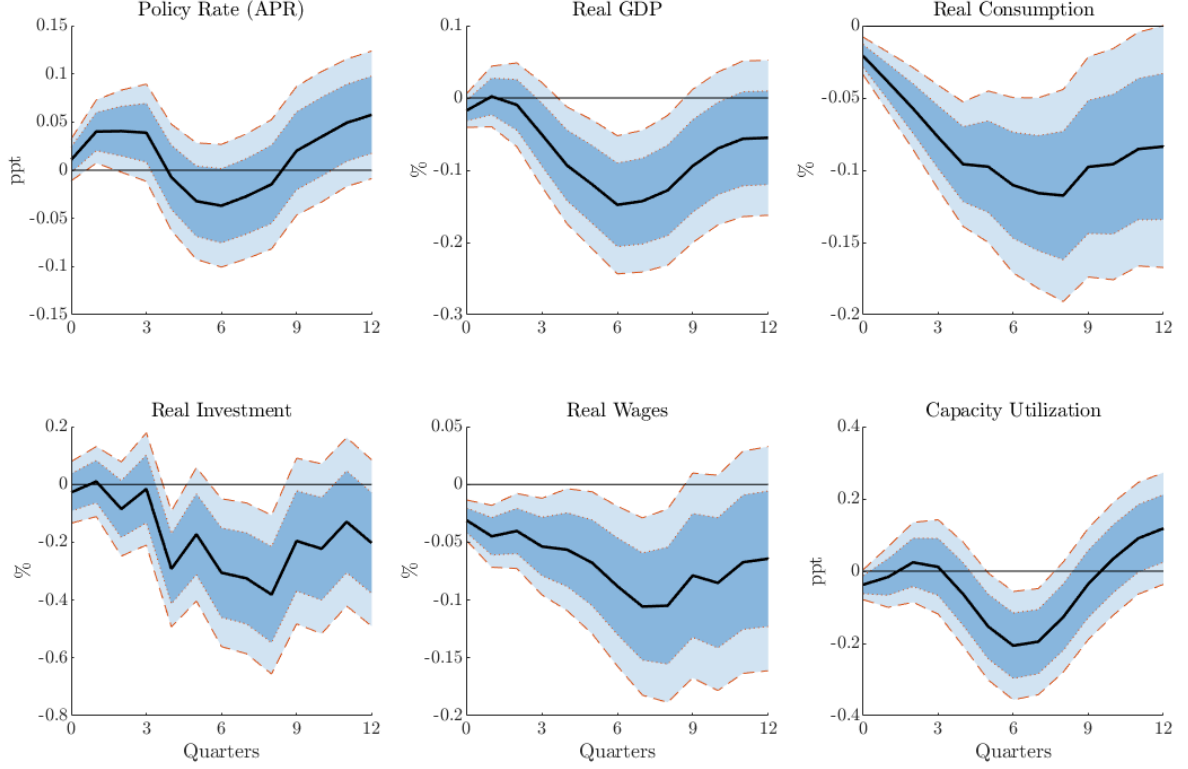 Policy Rate (APR)
0.15
0.1
0.05
0
-0.05
-0.1
-0.15
ppt
0 3 6 9 12
Real GDP
0.1
0
-0.1
-0.2
-0.3
%
0 3 6 9 12
Real Consumption
0
-0.05
-0.1
-0.15
-0.2
%
0 3 6 9 12
Real Investment
0.2
0
-0.2
-0.4
-0.6
-0.8
%
0 3 6 9 12
Quarters
Real Wages
0.05
0
-0.05
-0.1
-0.15
-0.2
%
0 3 6 9 12
Quarters
Capacity Utilization
0.4
0.2
0
-0.2
-0.4
ppt
0 3 6 9 12
Quarters